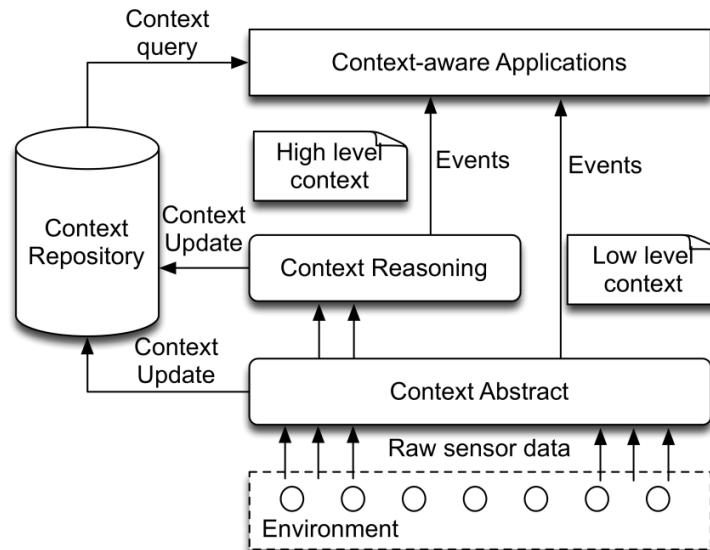 Context
query
Context-aware Applications
High level
context
Events
Events
Context
Repository
Context
Update
Context Reasoning
Low level
context
Context
Update
Context Abstract
Raw sensor data
Environment